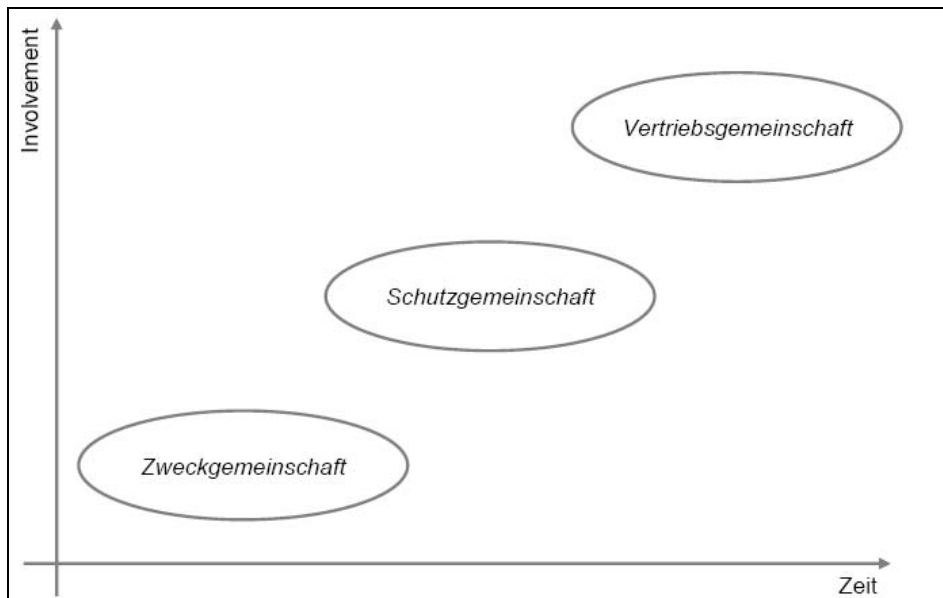 Involvement
Vertriebsgemeinschaft
Schutzgemeinschaft
Zweckgemeinschaft
Zeit